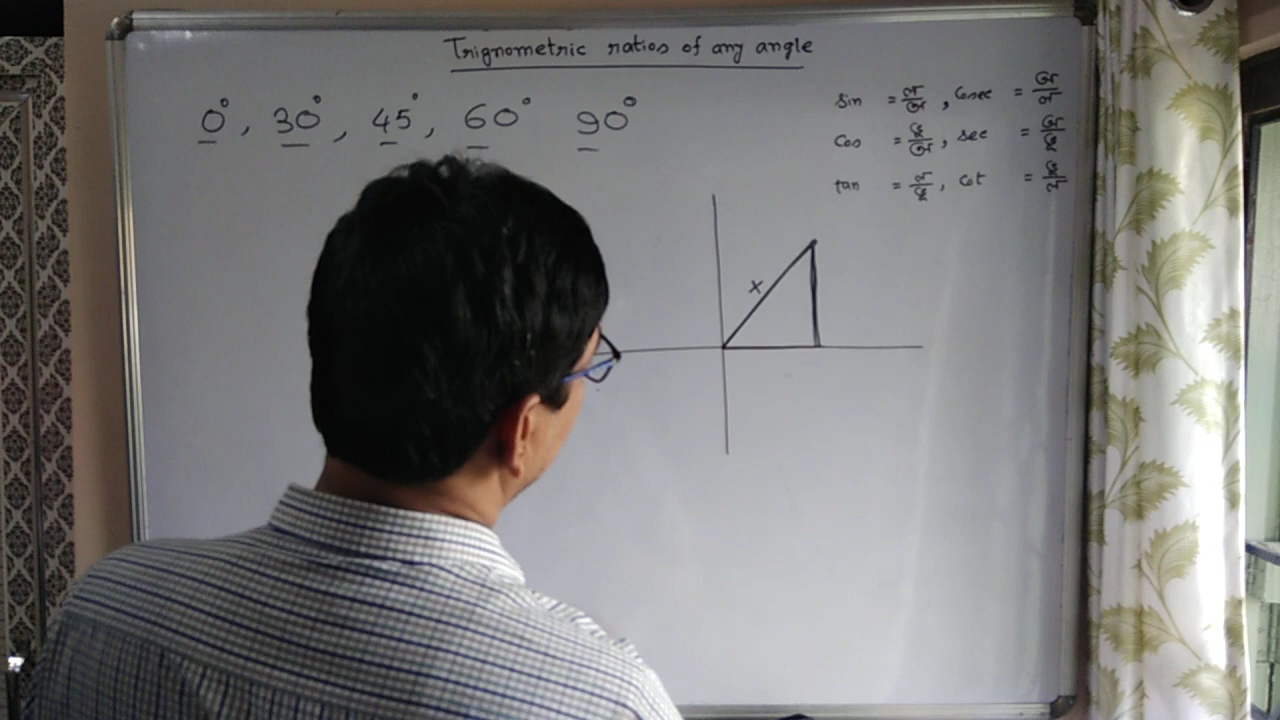 Trignometric ratios of any angle
0°, 30°, 45°, 60° 90°
sin = ল/অ, Cosec = অ/ল
Cos = ভূ/অ, sec = অ/ভূ
tan = ল/ভূ, Cot = ভূ/ল
x